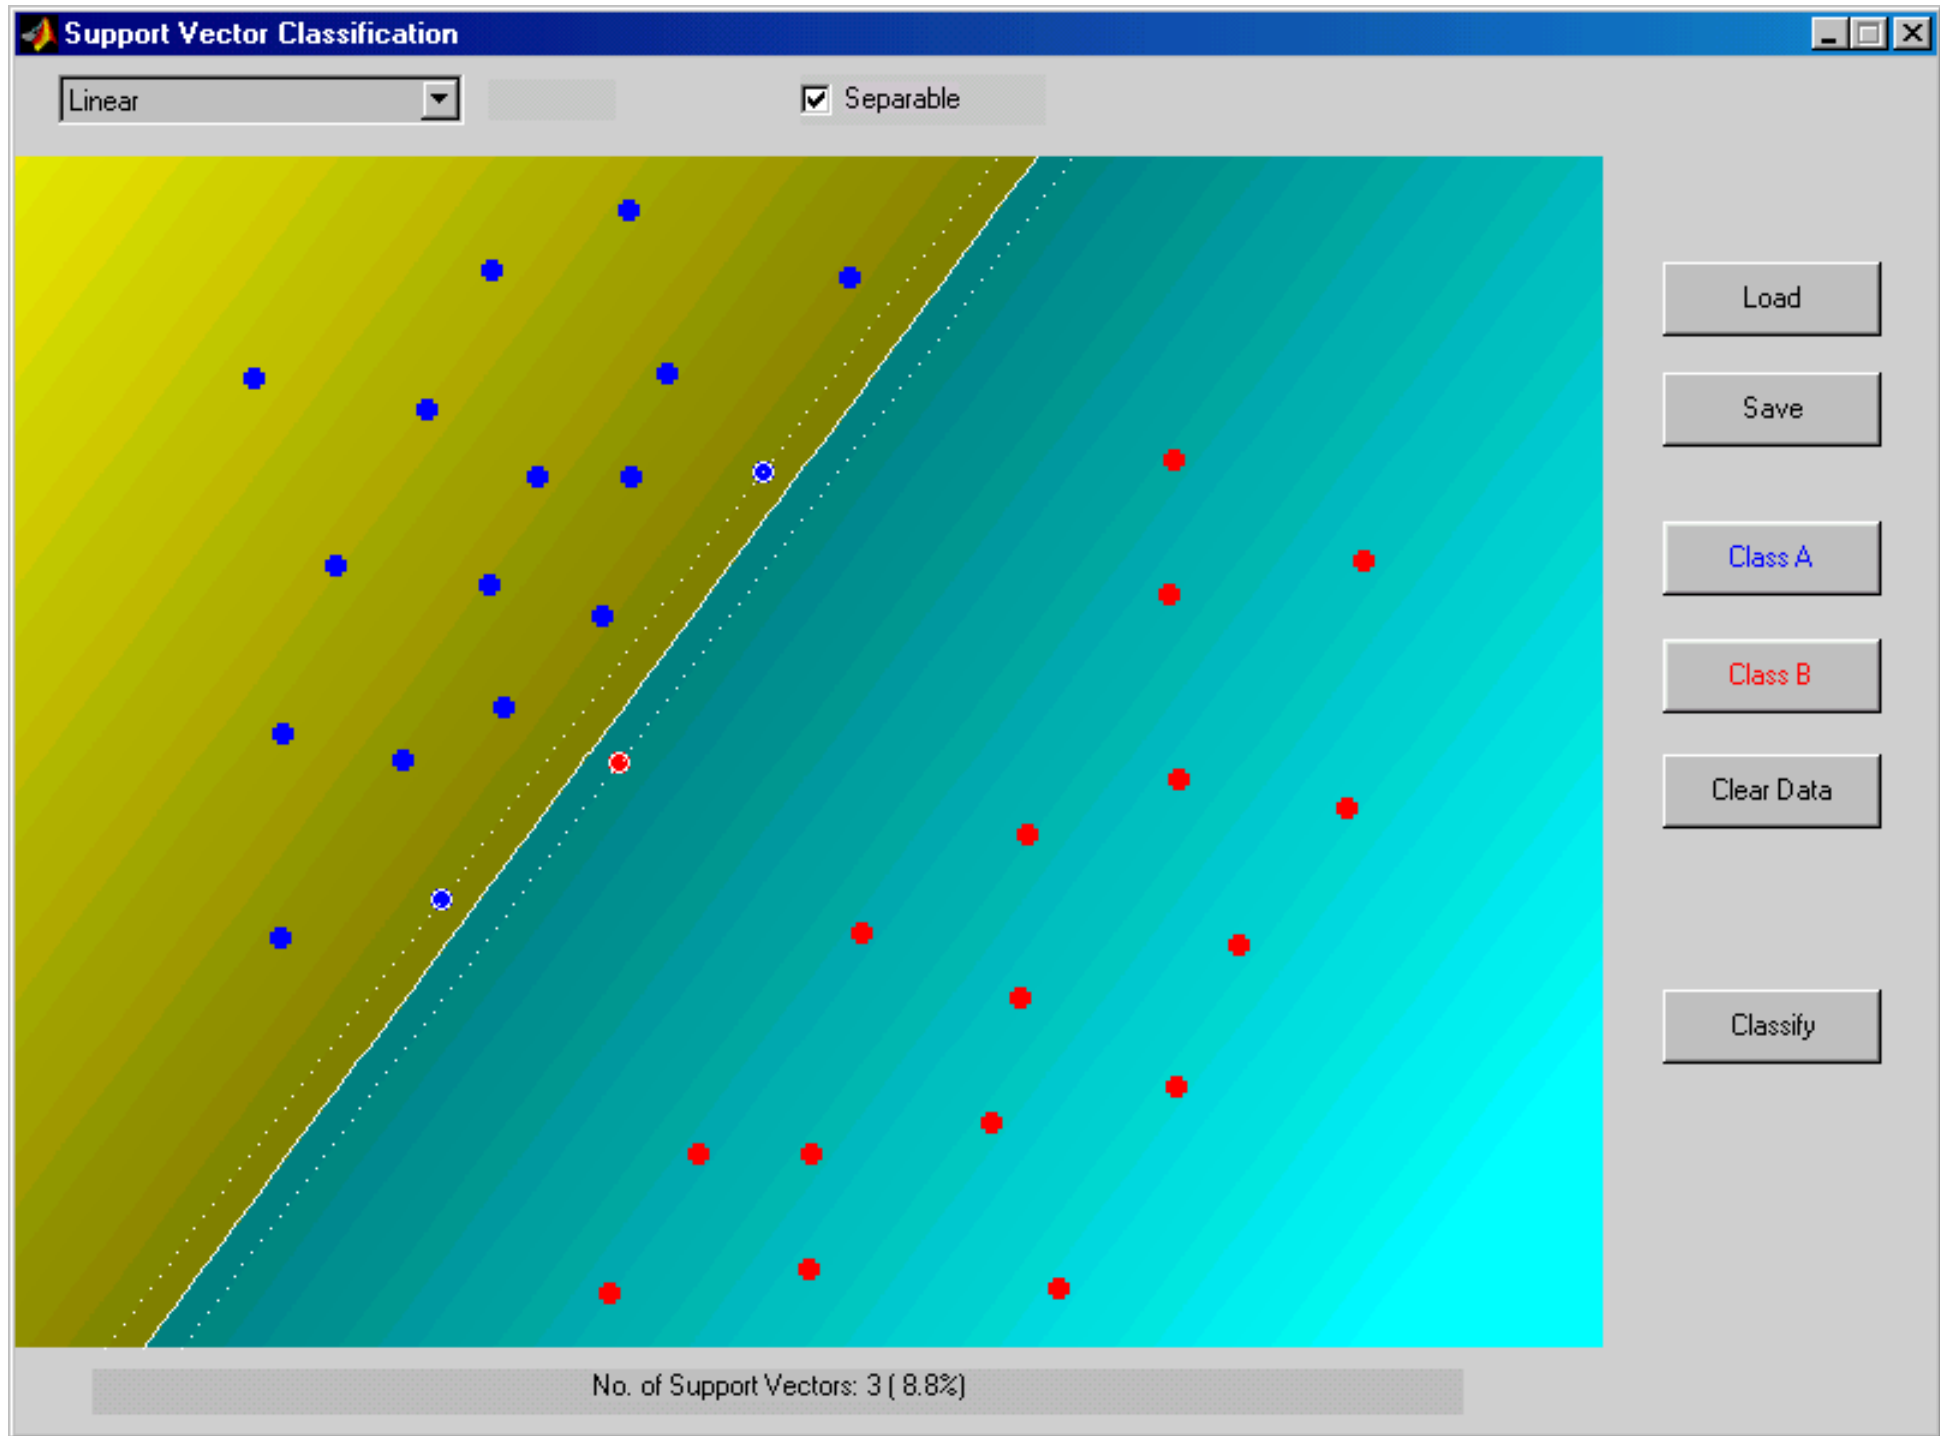 Support Vector Classification
Linear
Separable
Load
Save
Class A
Class B
Clear Data
Classify
No. of Support Vectors: 3 ( 8.8%)